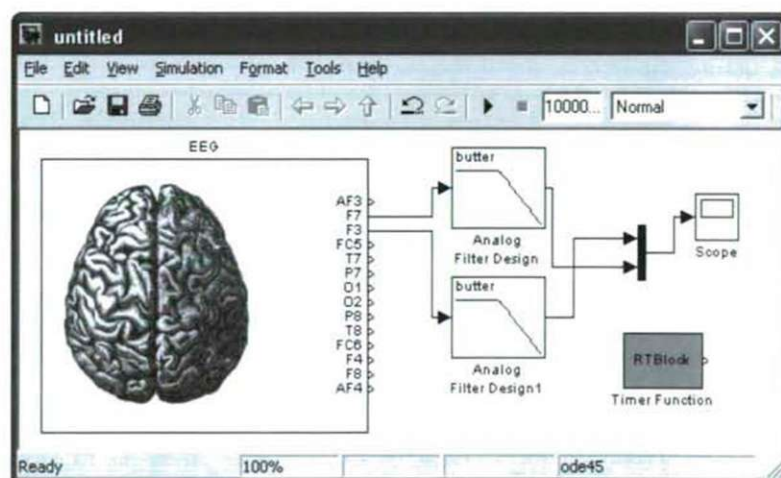 untitled
File Edit View Simulation Format Tools Help
10000... Normal
EEG
AF3
F7
F3
FC5
T7
P7
O1
O2
P8
T8
FC6
F4
F8
AF4
butter
Analog
Filter Design
butter
Analog
Filter Design1
Scope
RTBlock
Timer Function
Ready 100% ode45